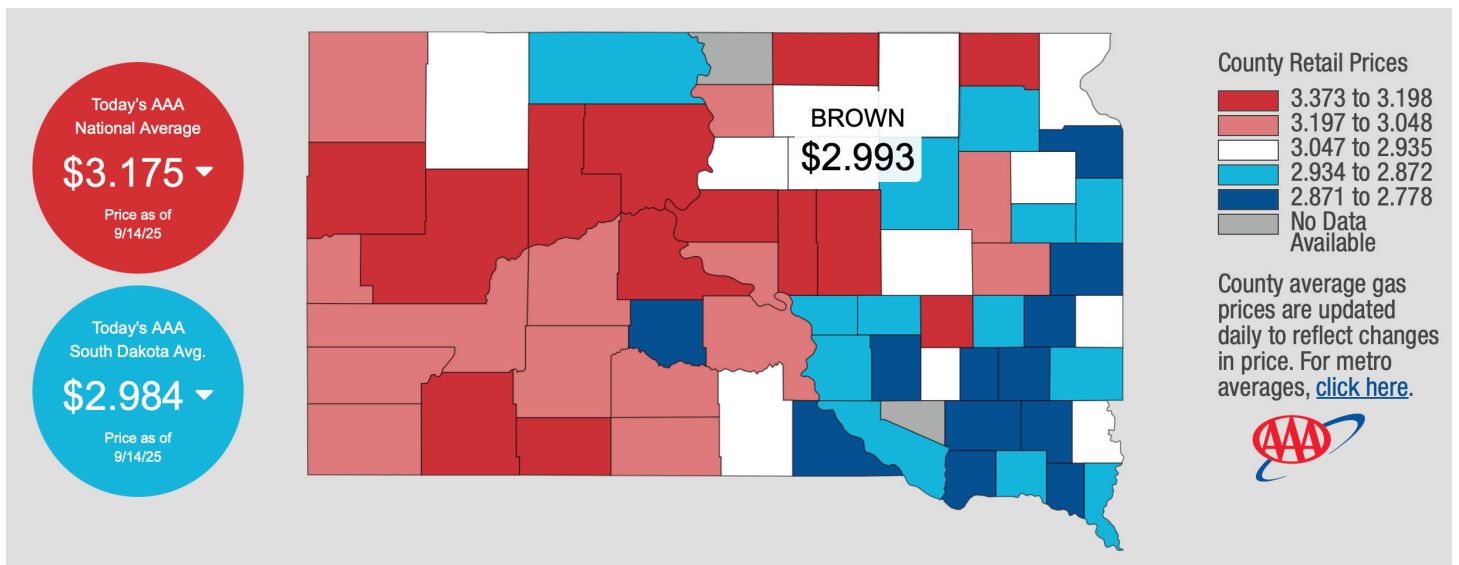 Today's AAA
National Average
$3.175
Price as of
9/14/25
Today's AAA
South Dakota Avg.
$2.984
Price as of
9/14/25
BROWN
$2.993
County Retail Prices
3.373 to 3.198
3.197 to 3.048
3.047 to 2.935
2.934 to 2.872
2.871 to 2.778
No Data
Available
County average gas
prices are updated
daily to reflect changes
in price. For metro
averages, click here.
AAA